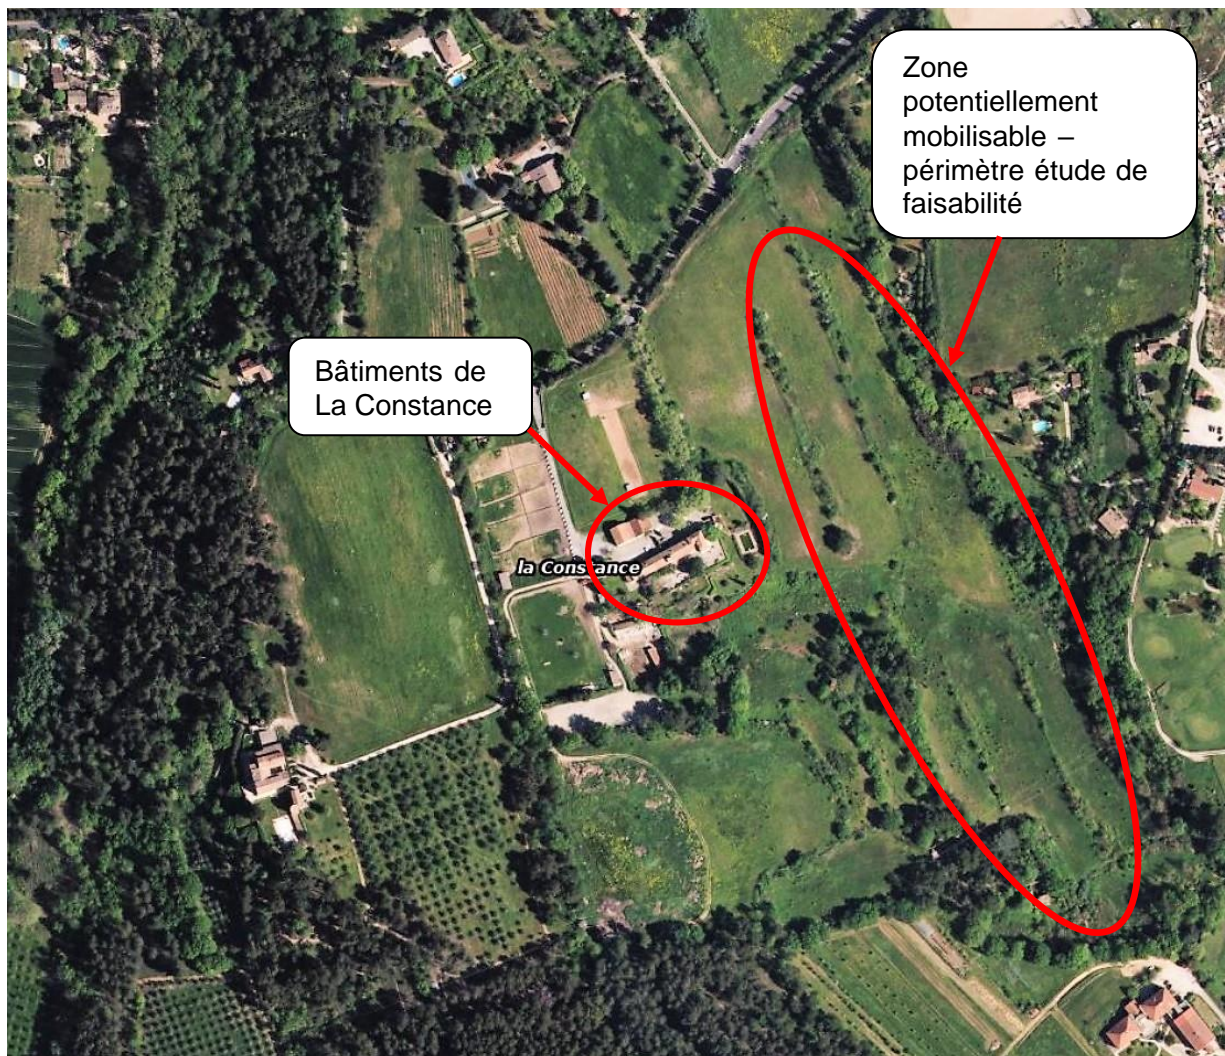 Zone
potentiellement
mobilisable –
périmètre étude de
faisabilité
Bâtiments de
La Constance
la Constance